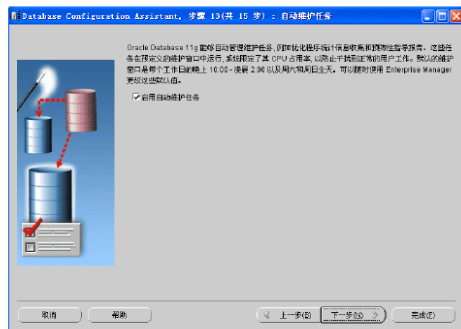 Database Configuration Assistant, 步骤 13(共 15 步) : 自动维护任务
Oracle Database 11g 能够自动管理维护任务, 例如优化程序统计信息收集和预防性指导报告。这些任
务在预定义的维护窗口中运行, 系统限定了其 CPU 占用率, 以防止干扰到正常的用户工作。默认的维护
窗口是每个工作日的晚上 10:00 - 凌晨 2:00 以及周六和周日全天。可以随时使用 Enterprise Manager
更改这些默认值。
启用自动维护任务
取消
帮助
上一步(B)
下一步(N)
完成(F)